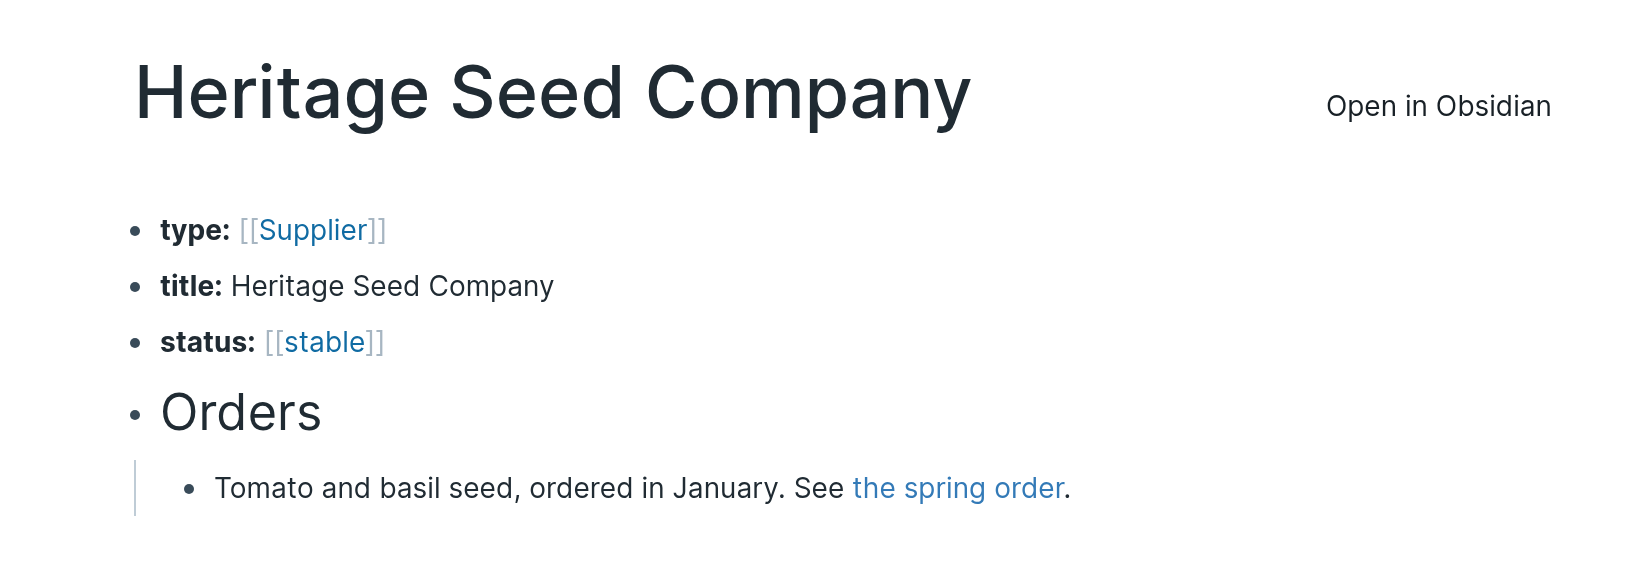 Heritage Seed Company
Open in Obsidian
type: [[Supplier]]
title: Heritage Seed Company
status: [[stable]]
Orders
Tomato and basil seed, ordered in January. See the spring order.